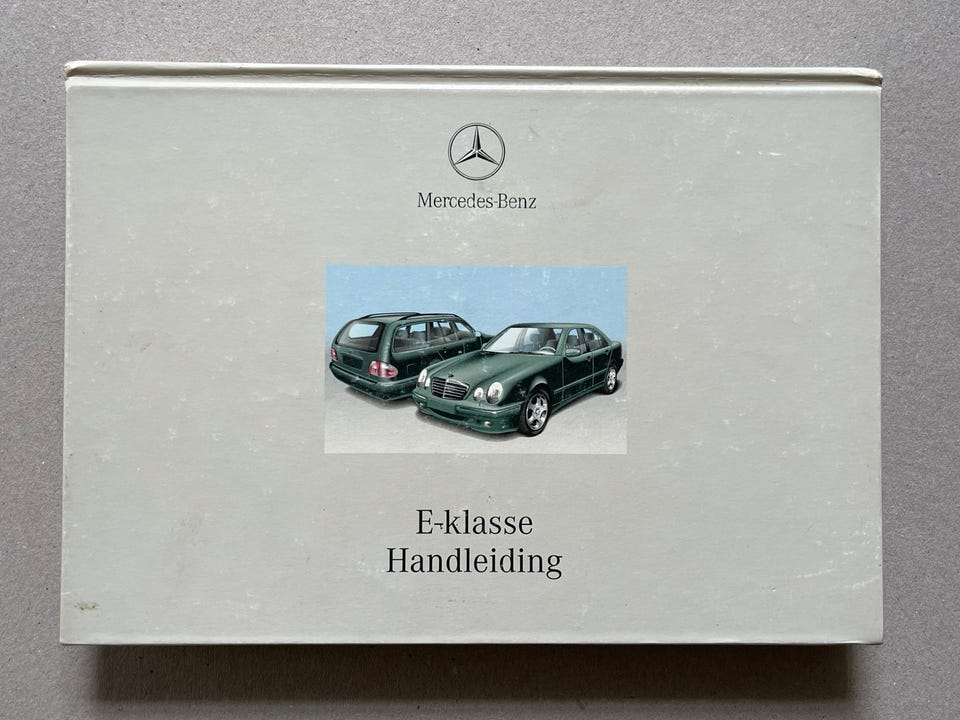 Mercedes-Benz
E-klasse
Handleiding